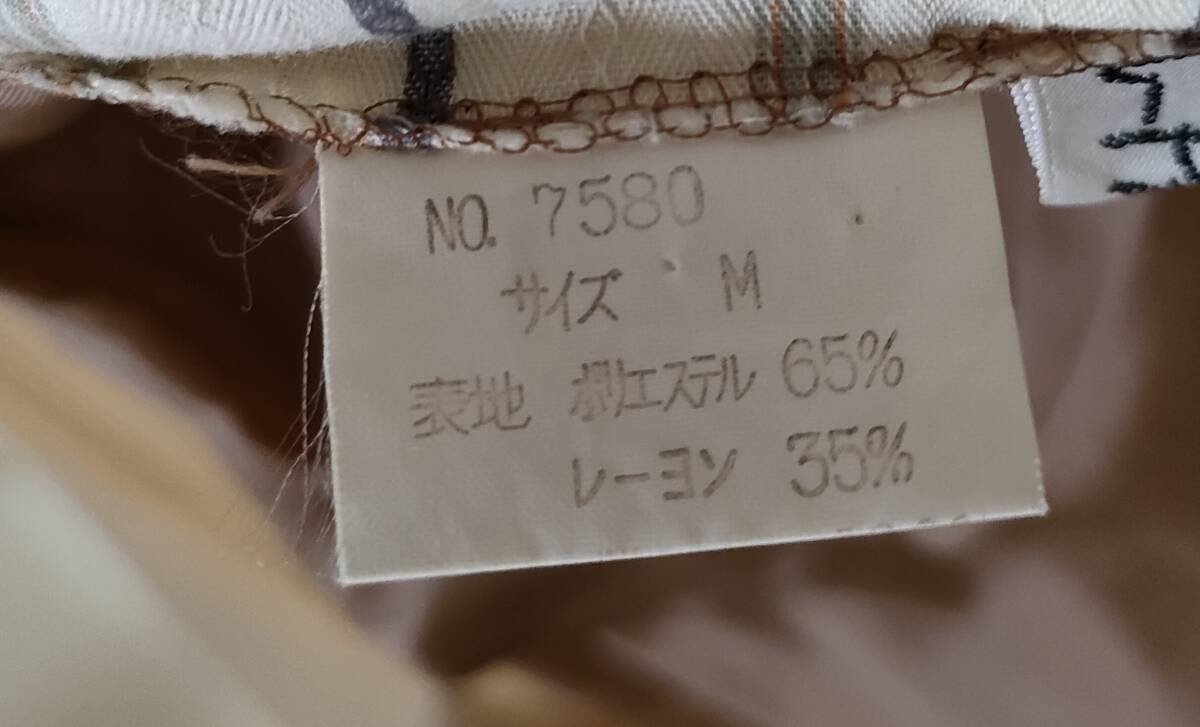 NO. 7580
サイズ M
表地 ポリエステル 65%
レーヨン 35%